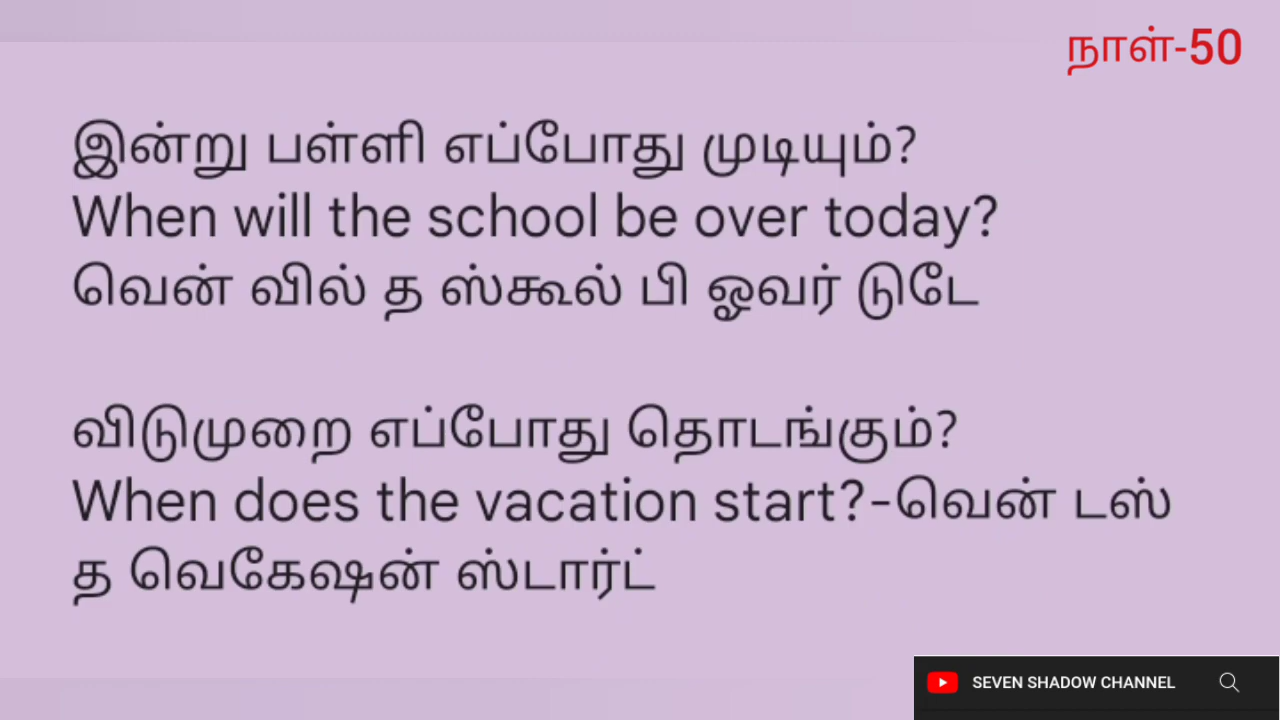 நாள்-50
இன்று பள்ளி எப்போது முடியும்?
When will the school be over today?
வென் வில் த ஸ்கூல் பி ஓவர் டுடே
விடுமுறை எப்போது தொடங்கும்?
When does the vacation start?-வென் டஸ்
த வெகேஷன் ஸ்டார்ட்
SEVEN SHADOW CHANNEL